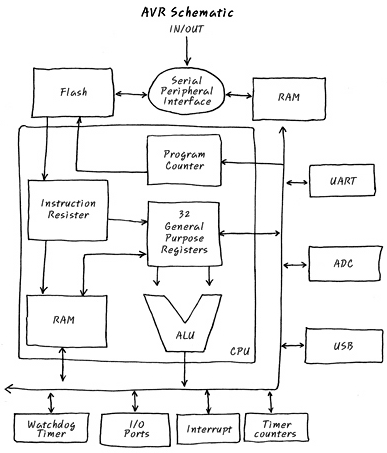 AVR Schematic
IN/OUT
Flash
Serial
Peripheral
Interface
RAM
Program
Counter
UART
Instruction
Resister
32
General
Purpose
Registers
ADC
RAM
ALU
USB
CPU
Watchdog
Timer
I/O
Ports
Interrupt
Timer
counters